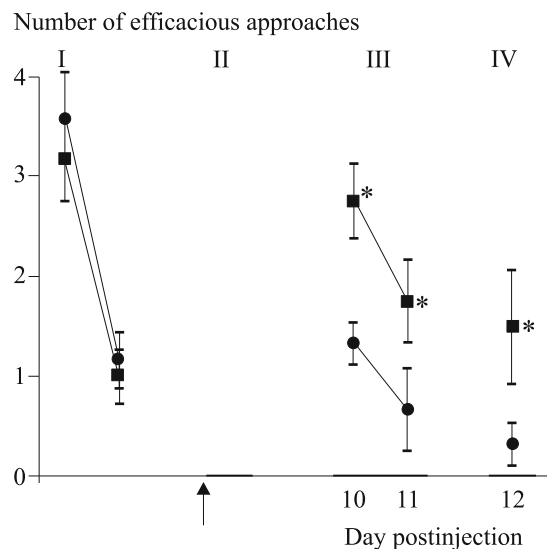 Number of efficacious approaches
I II III IV
4
3
*
2
*
*
1
0
10 11 12
Day postinjection